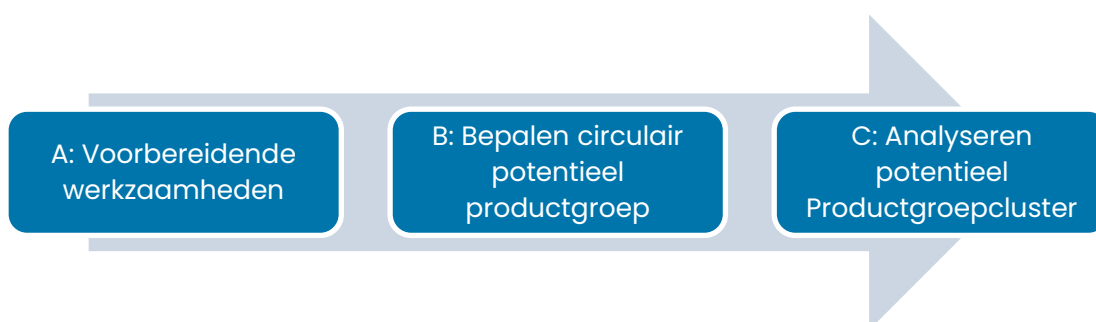 A: Voorbereidende
werkzaamheden
B: Bepalen circulair
potentieel
productgroep
C: Analyseren
potentieel
Productgroepcluster